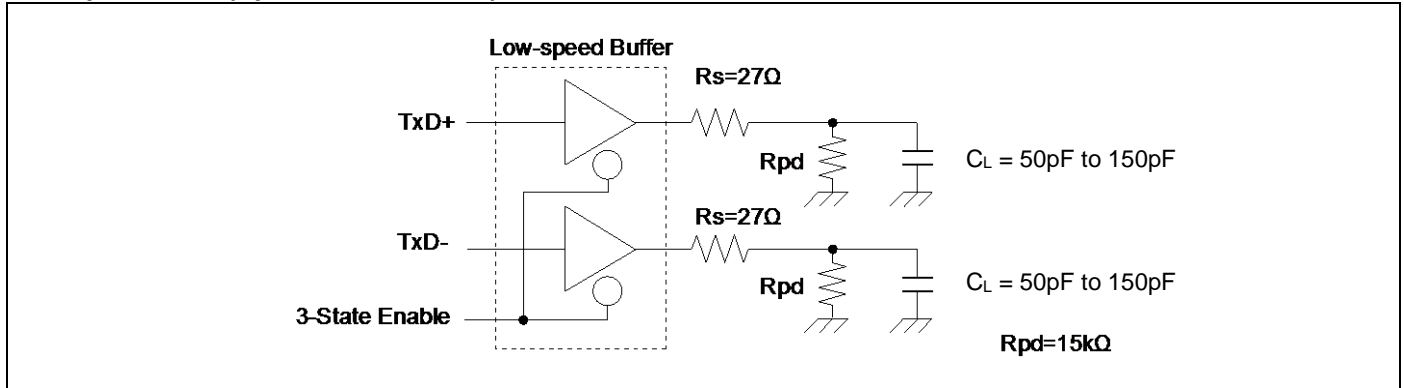 Low-speed Buffer
Rs=27Ω
TxD+
Rpd
CL = 50pF to 150pF
Rs=27Ω
TxD-
Rpd
CL = 50pF to 150pF
3-State Enable
Rpd=15kΩ